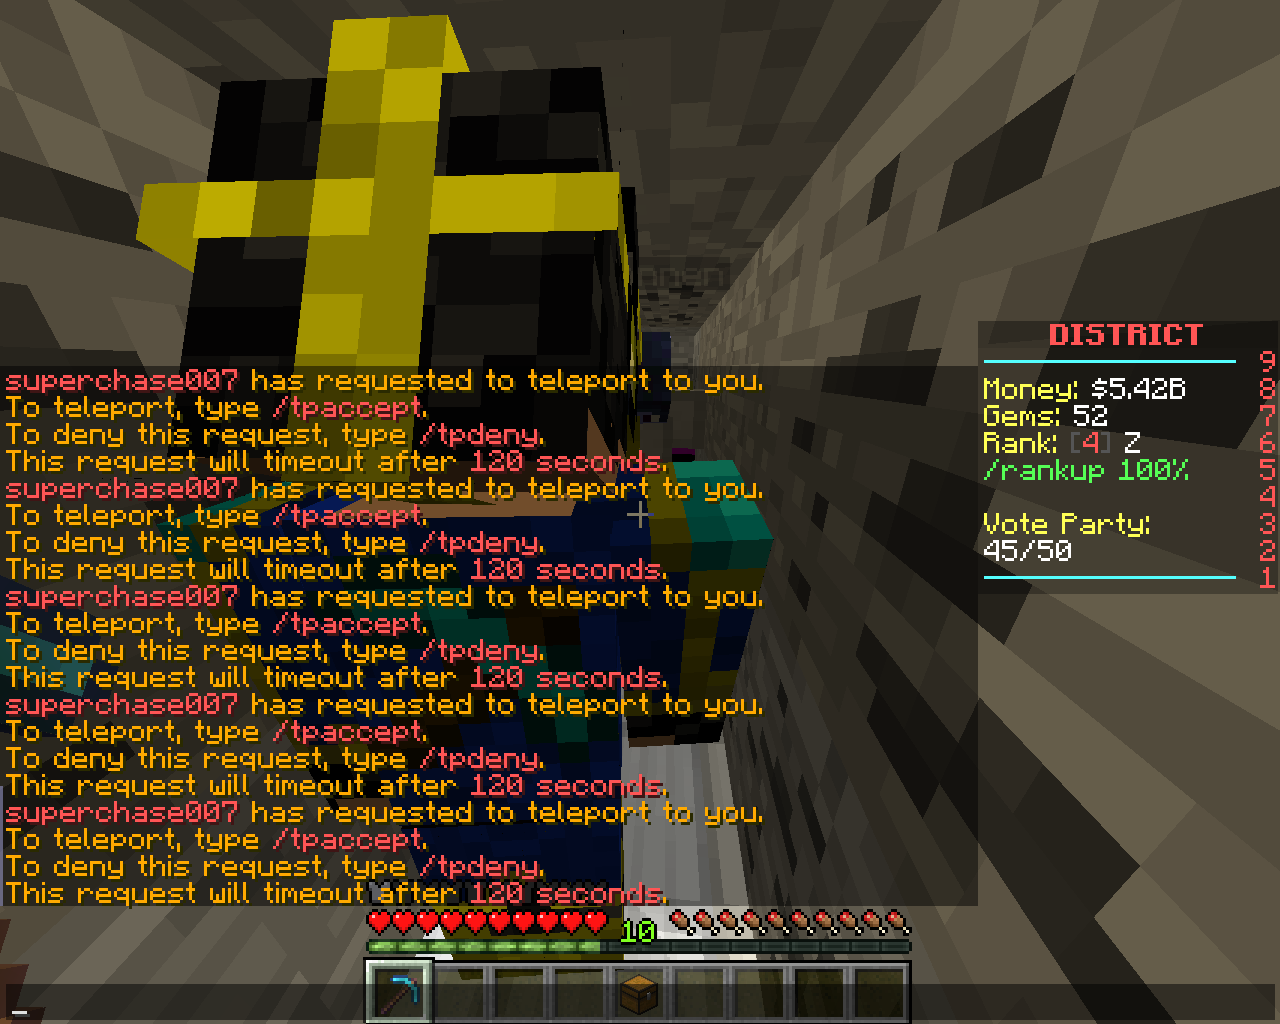 DISTRICT
9
Money: $5.42B 8
Gems: 52 7
Rank: [4] Z 6
/rankup 100% 5
4
Vote Party: 3
45/50 2
1
superchase007 has requested to teleport to you.
To teleport, type /tpaccept.
To deny this request, type /tpdeny.
This request will timeout after 120 seconds.
superchase007 has requested to teleport to you.
To teleport, type /tpaccept.
To deny this request, type /tpdeny.
This request will timeout after 120 seconds.
superchase007 has requested to teleport to you.
To teleport, type /tpaccept.
To deny this request, type /tpdeny.
This request will timeout after 120 seconds.
superchase007 has requested to teleport to you.
To teleport, type /tpaccept.
To deny this request, type /tpdeny.
This request will timeout after 120 seconds.
superchase007 has requested to teleport to you.
To teleport, type /tpaccept.
To deny this request, type /tpdeny.
This request will timeout after 120 seconds.
10
_